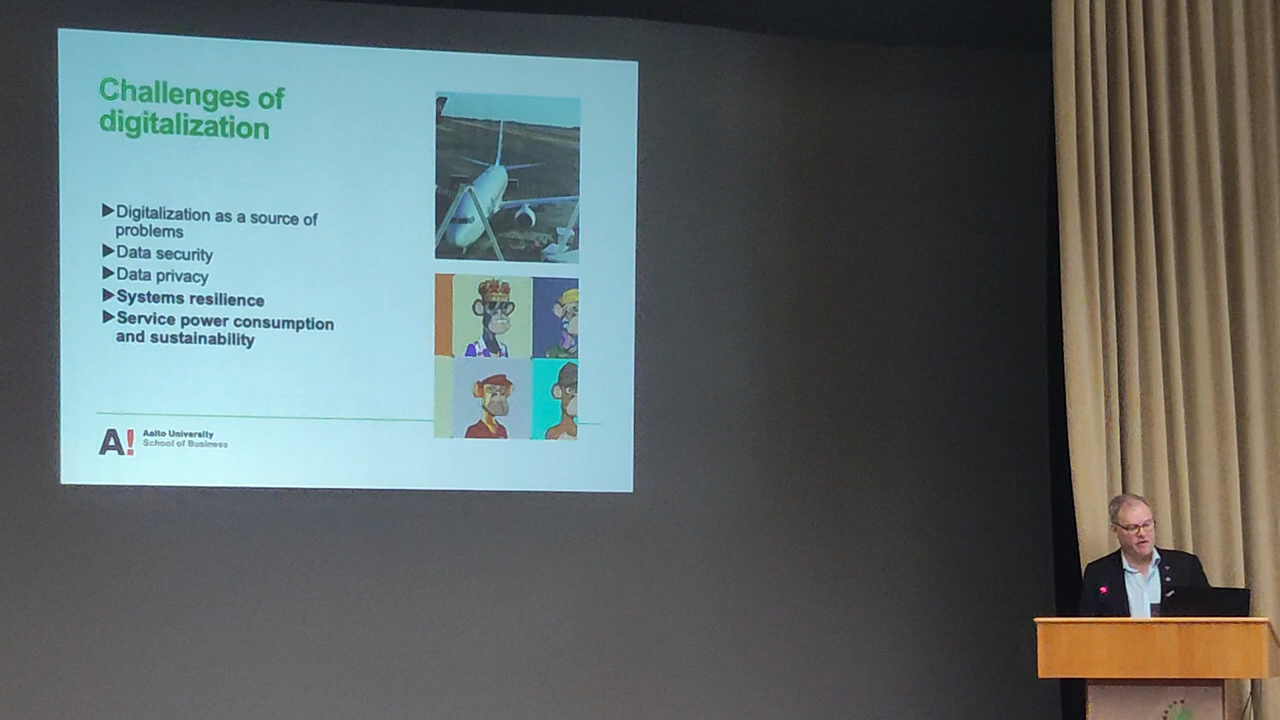 Challenges of
digitalization
▶Digitalization as a source of
problems
▶Data security
▶Data privacy
▶Systems resilience
▶Service power consumption
and sustainability
A!
Aalto University
School of Business